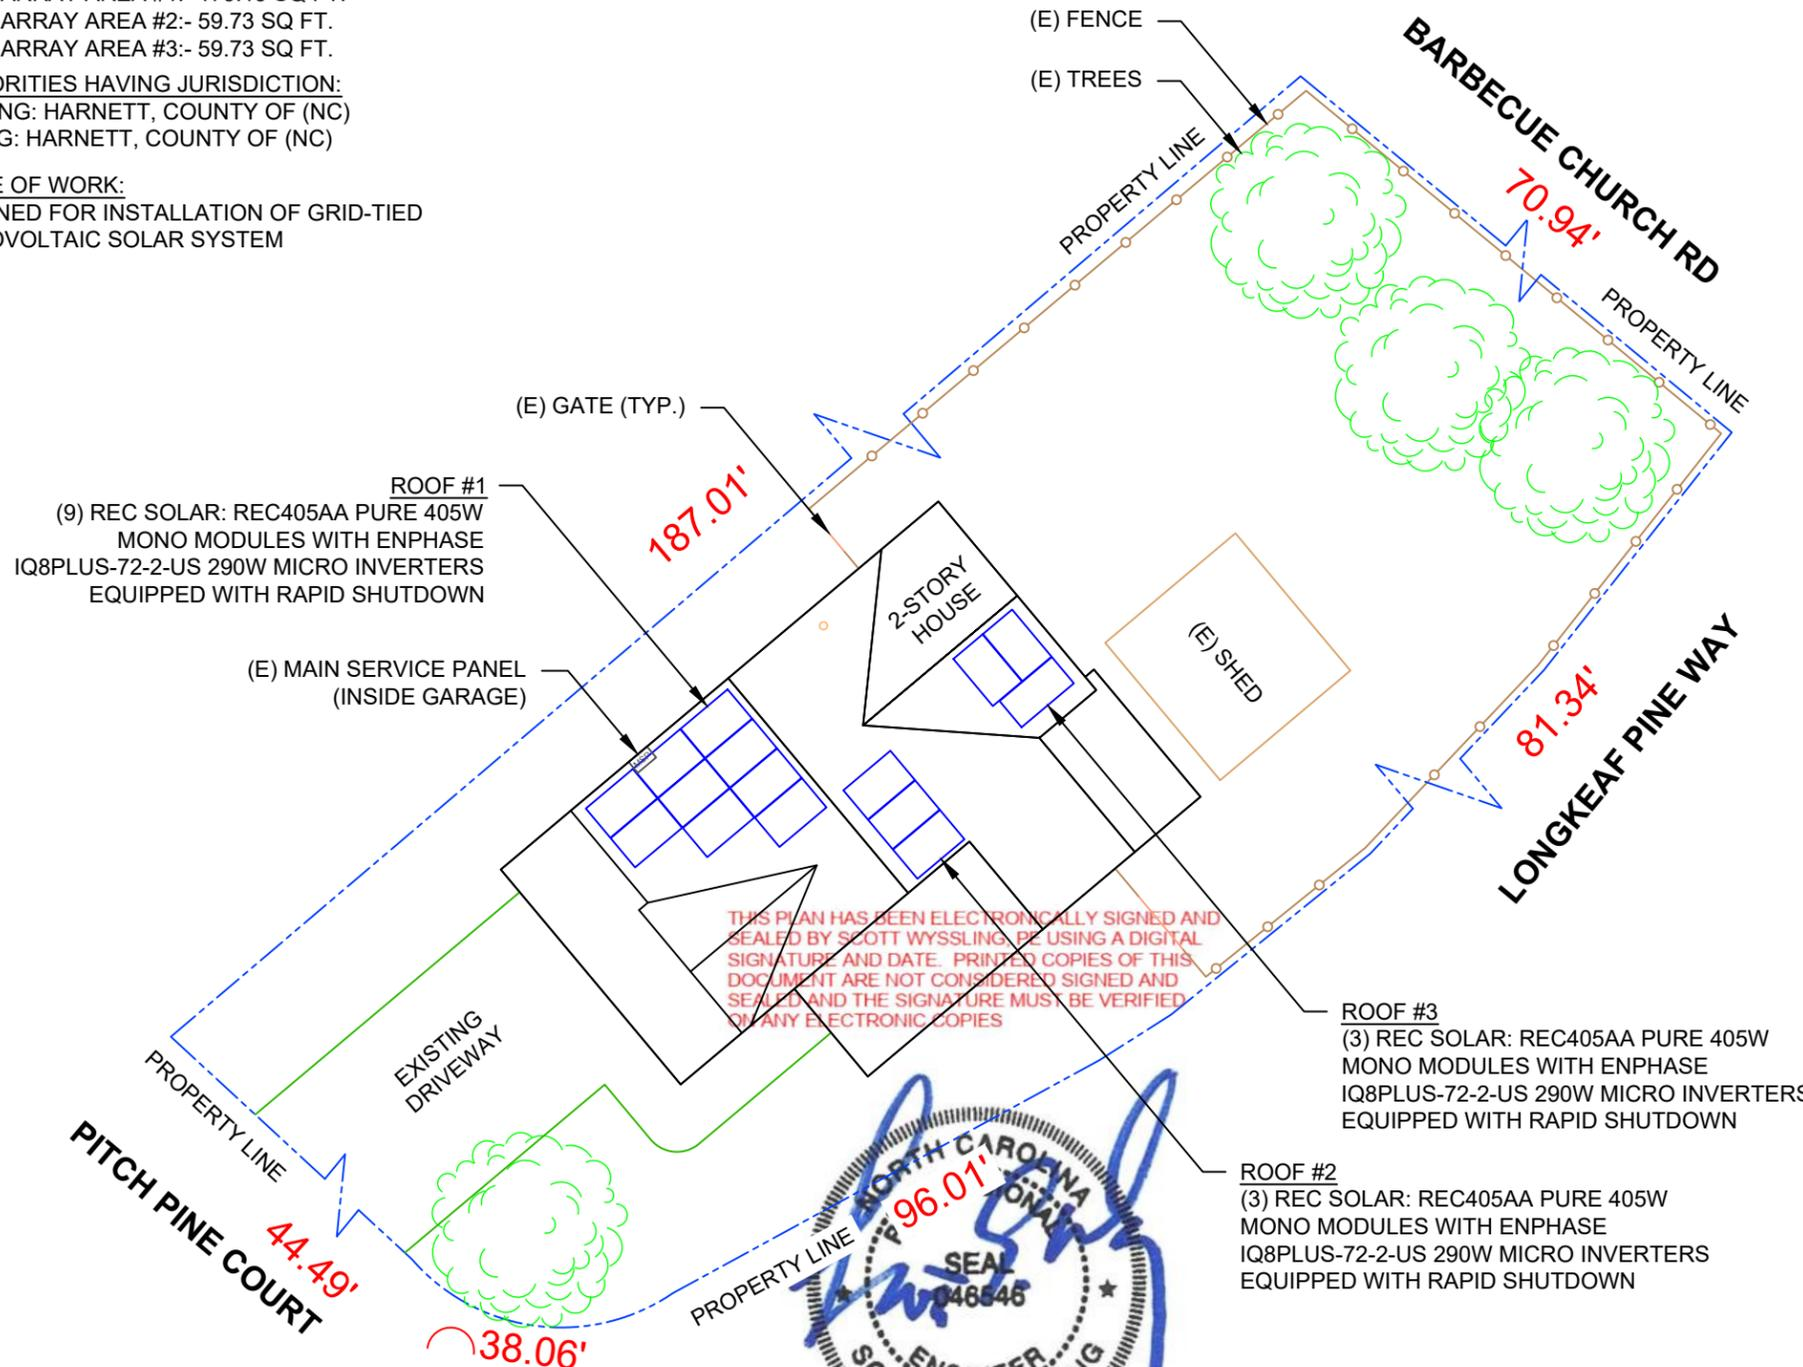 ARRAY AREA #2:- 59.73 SQ FT.
ARRAY AREA #3:- 59.73 SQ FT.
ORITIES HAVING JURISDICTION:
NG: HARNETT, COUNTY OF (NC)
G: HARNETT, COUNTY OF (NC)
E OF WORK:
NED FOR INSTALLATION OF GRID-TIED
OVOLTAIC SOLAR SYSTEM
(E) FENCE
(E) TREES
BARBECUE CHURCH RD
70.94'
PROPERTY LINE
PROPERTY LINE
(E) GATE (TYP.)
187.01'
ROOF #1
(9) REC SOLAR: REC405AA PURE 405W
MONO MODULES WITH ENPHASE
IQ8PLUS-72-2-US 290W MICRO INVERTERS
EQUIPPED WITH RAPID SHUTDOWN
2-STORY
HOUSE
(E) SHED
(E) MAIN SERVICE PANEL
(INSIDE GARAGE)
81.34'
LONGKEAF PINE WAY
THIS PLAN HAS BEEN ELECTRONICALLY SIGNED AND
SEALED BY SCOTT WYSSLING, PE USING A DIGITAL
SIGNATURE AND DATE. PRINTED COPIES OF THIS
DOCUMENT ARE NOT CONSIDERED SIGNED AND
SEALED AND THE SIGNATURE MUST BE VERIFIED
ON ANY ELECTRONIC COPIES
ROOF #3
(3) REC SOLAR: REC405AA PURE 405W
MONO MODULES WITH ENPHASE
IQ8PLUS-72-2-US 290W MICRO INVERTERS
EQUIPPED WITH RAPID SHUTDOWN
EXISTING
DRIVEWAY
PROPERTY LINE
PITCH PINE COURT
44.49'
38.06'
PROPERTY LINE
96.01'
NORTH CAROLINA
SEAL
046546
ENGINEER
ROOF #2
(3) REC SOLAR: REC405AA PURE 405W
MONO MODULES WITH ENPHASE
IQ8PLUS-72-2-US 290W MICRO INVERTERS
EQUIPPED WITH RAPID SHUTDOWN